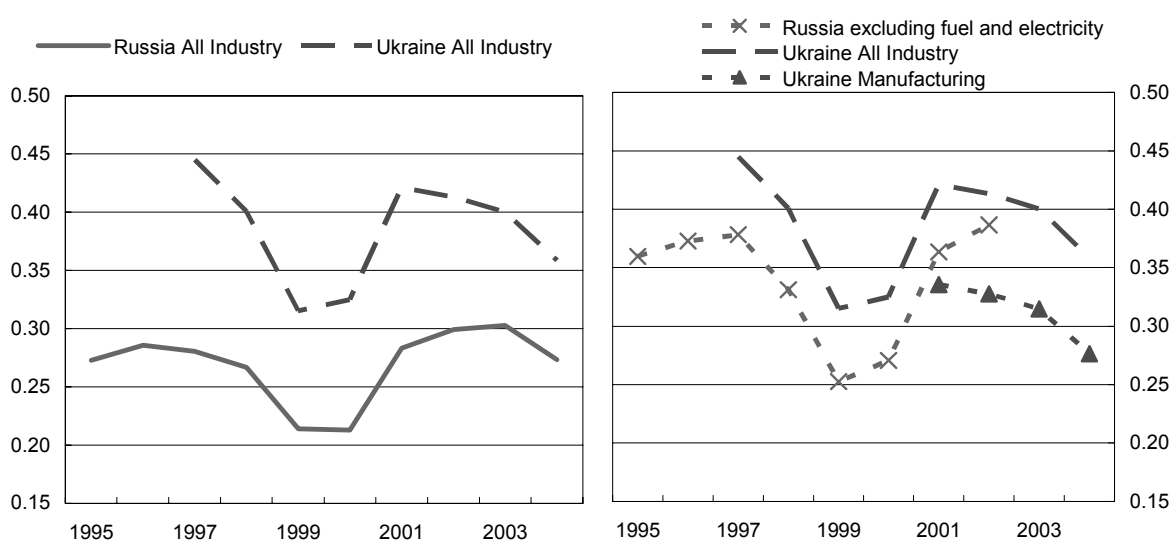 Russia All Industry Ukraine All Industry
0.50
0.45
0.40
0.35
0.30
0.25
0.20
0.15
1995 1997 1999 2001 2003
Russia excluding fuel and electricity
Ukraine All Industry
Ukraine Manufacturing
0.50
0.45
0.40
0.35
0.30
0.25
0.20
0.15
1995 1997 1999 2001 2003